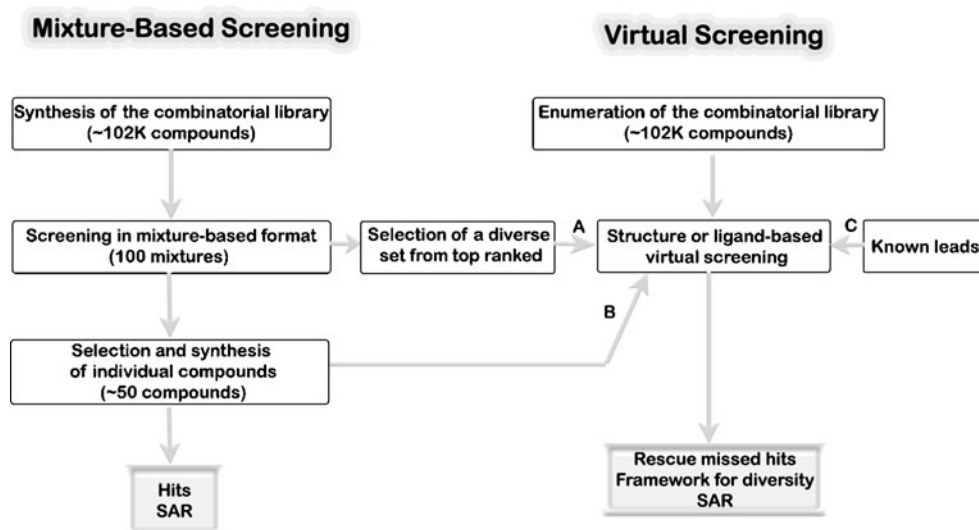 Mixture-Based Screening
Virtual Screening
Synthesis of the combinatorial library
(~102K compounds)
Enumeration of the combinatorial library
(~102K compounds)
Screening in mixture-based format
(100 mixtures)
Selection of a diverse
set from top ranked
A
Structure or ligand-based
virtual screening
C
Known leads
B
Selection and synthesis
of individual compounds
(~50 compounds)
Hits
SAR
Rescue missed hits
Framework for diversity
SAR